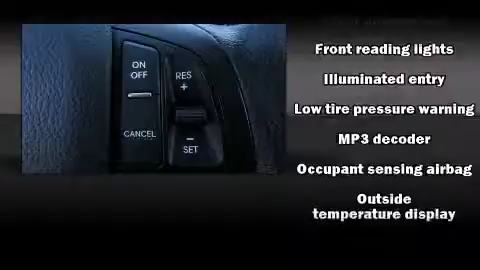 ON
OFF
CANCEL
RES
+
−
SET
Front reading lights
Illuminated entry
Low tire pressure warning
MP3 decoder
Occupant sensing airbag
Outside
temperature display